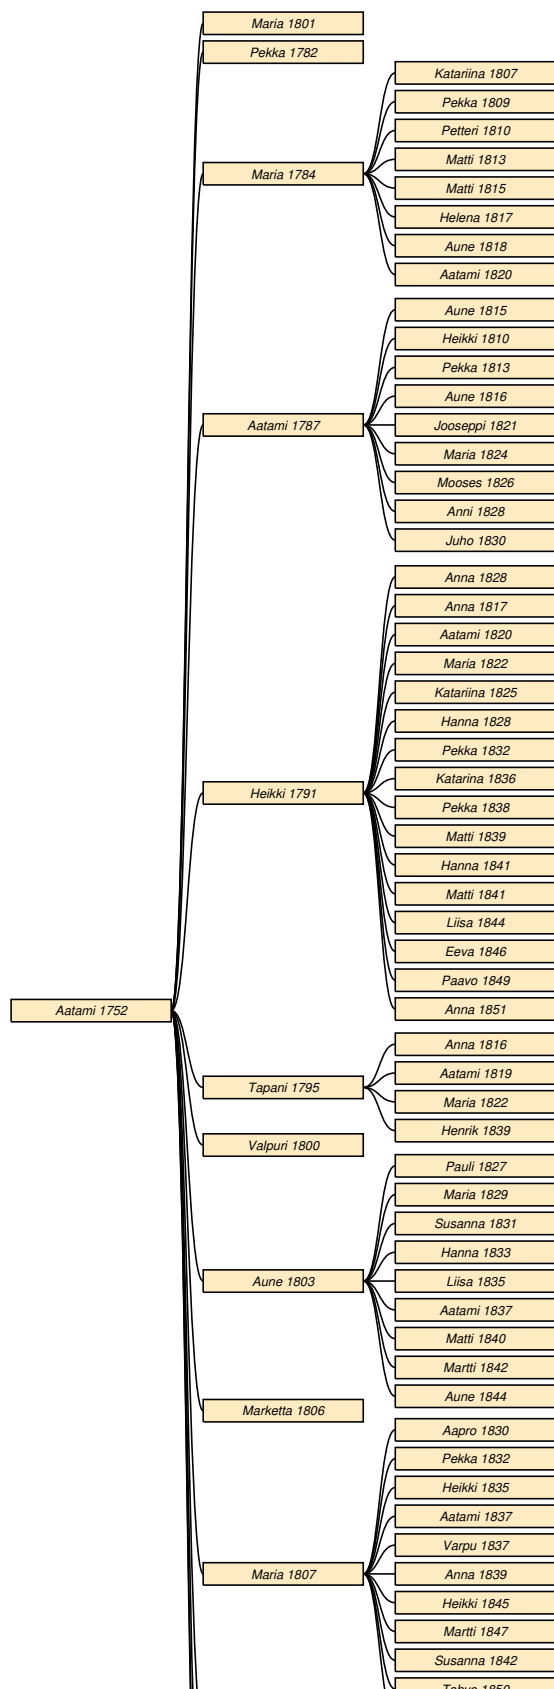 Maria 1801
Pekka 1782
Katariina 1807
Pekka 1809
Petteri 1810
Matti 1813
Maria 1784
Matti 1815
Helena 1817
Aune 1818
Aatami 1820
Aune 1815
Heikki 1810
Pekka 1813
Aune 1816
Aatami 1787
Jooseppi 1821
Maria 1824
Mooses 1826
Anni 1828
Juho 1830
Anna 1828
Anna 1817
Aatami 1820
Maria 1822
Katariina 1825
Hanna 1828
Pekka 1832
Katarina 1836
Heikki 1791
Pekka 1838
Matti 1839
Hanna 1841
Matti 1841
Liisa 1844
Eeva 1846
Paavo 1849
Aatami 1752
Anna 1851
Anna 1816
Aatami 1819
Tapani 1795
Maria 1822
Henrik 1839
Valpuri 1800
Pauli 1827
Maria 1829
Susanna 1831
Hanna 1833
Aune 1803
Liisa 1835
Aatami 1837
Matti 1840
Martti 1842
Aune 1844
Marketta 1806
Aapro 1830
Pekka 1832
Heikki 1835
Aatami 1837
Varpu 1837
Maria 1807
Anna 1839
Heikki 1845
Martti 1847
Susanna 1842